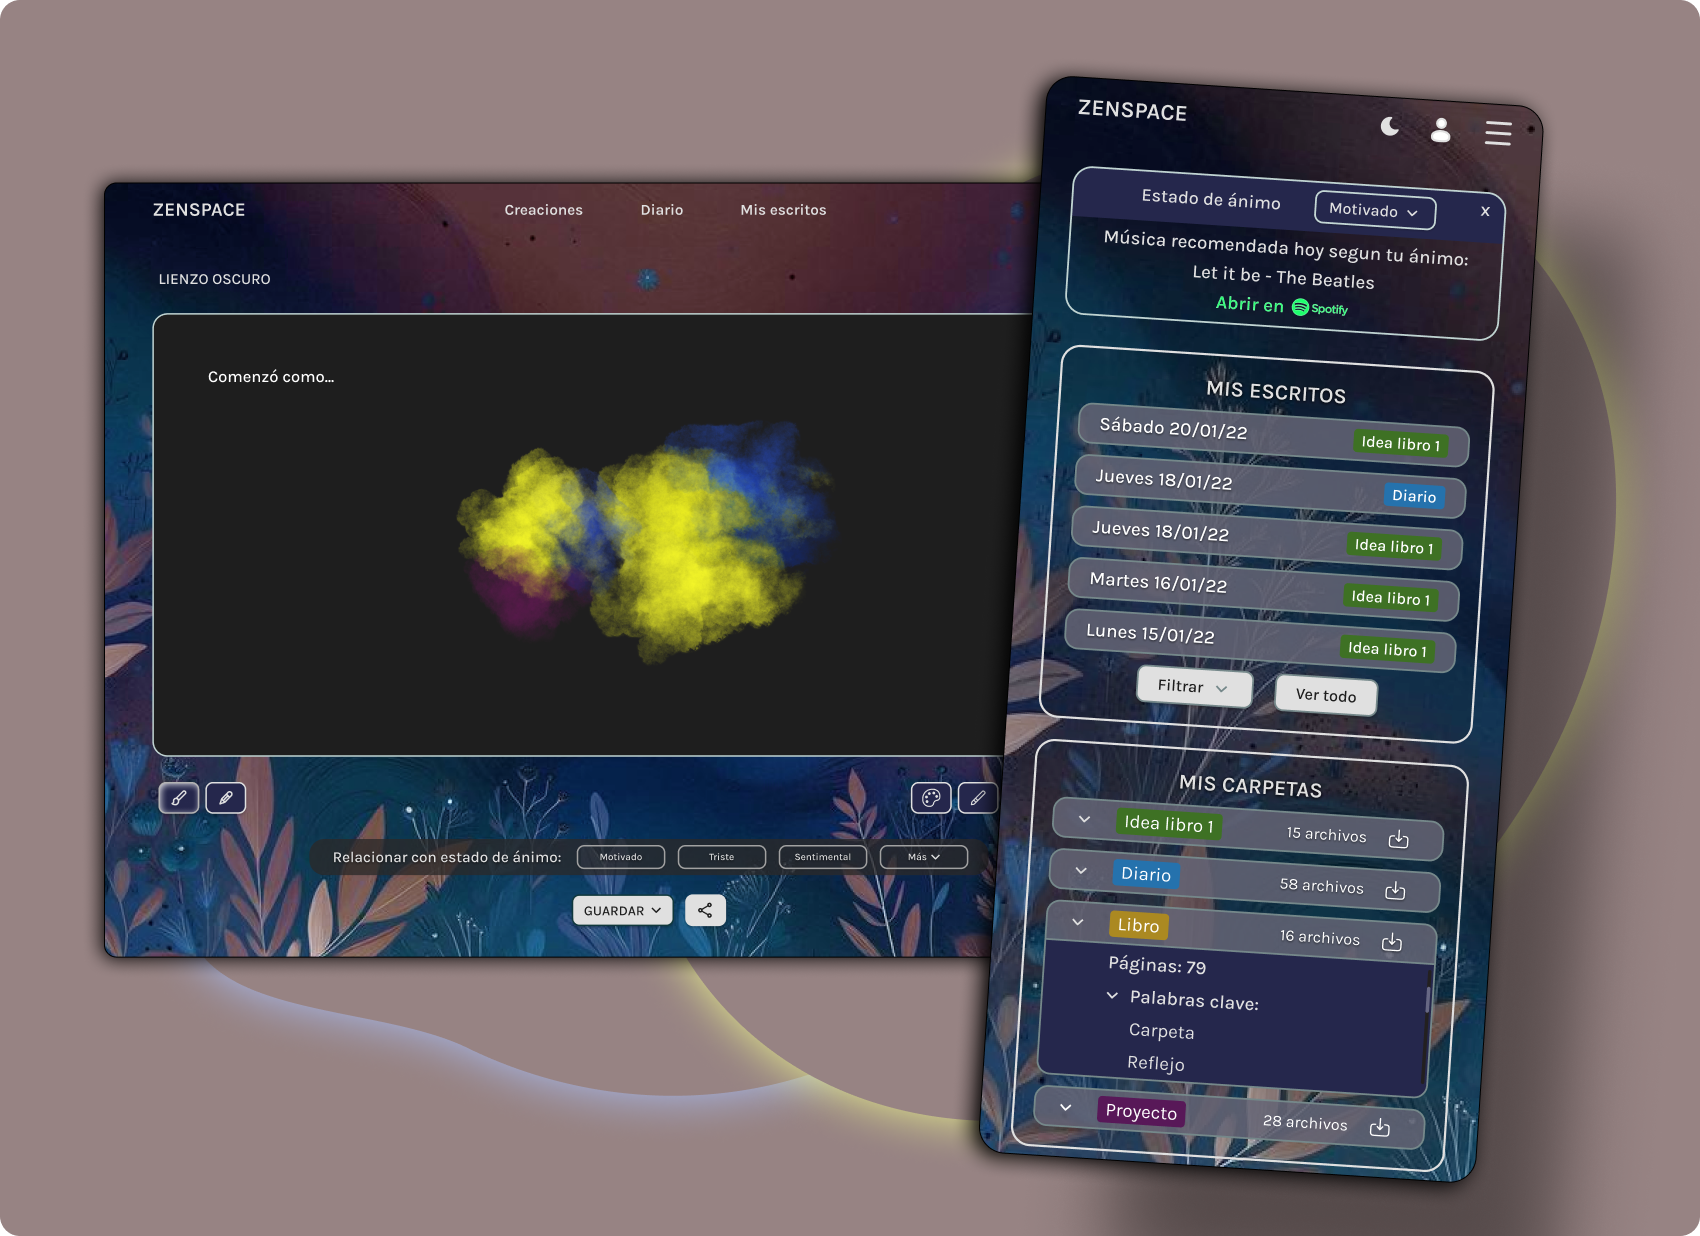 ZENSPACE
Creaciones Diario Mis escritos
LIENZO OSCURO
Comenzó como...
Relacionar con estado de ánimo: Motivado Triste Sentimental Más
GUARDAR
ZENSPACE
Estado de ánimo Motivado x
Música recomendada hoy segun tu ánimo:
Let it be - The Beatles
Abrir en Spotify
MIS ESCRITOS
Sábado 20/01/22 Idea libro 1
Jueves 18/01/22 Diario
Jueves 18/01/22 Idea libro 1
Martes 16/01/22 Idea libro 1
Lunes 15/01/22 Idea libro 1
Filtrar Ver todo
MIS CARPETAS
Idea libro 1 15 archivos
Diario 58 archivos
Libro 16 archivos
Páginas: 79
Palabras clave:
Carpeta
Reflejo
Proyecto 28 archivos